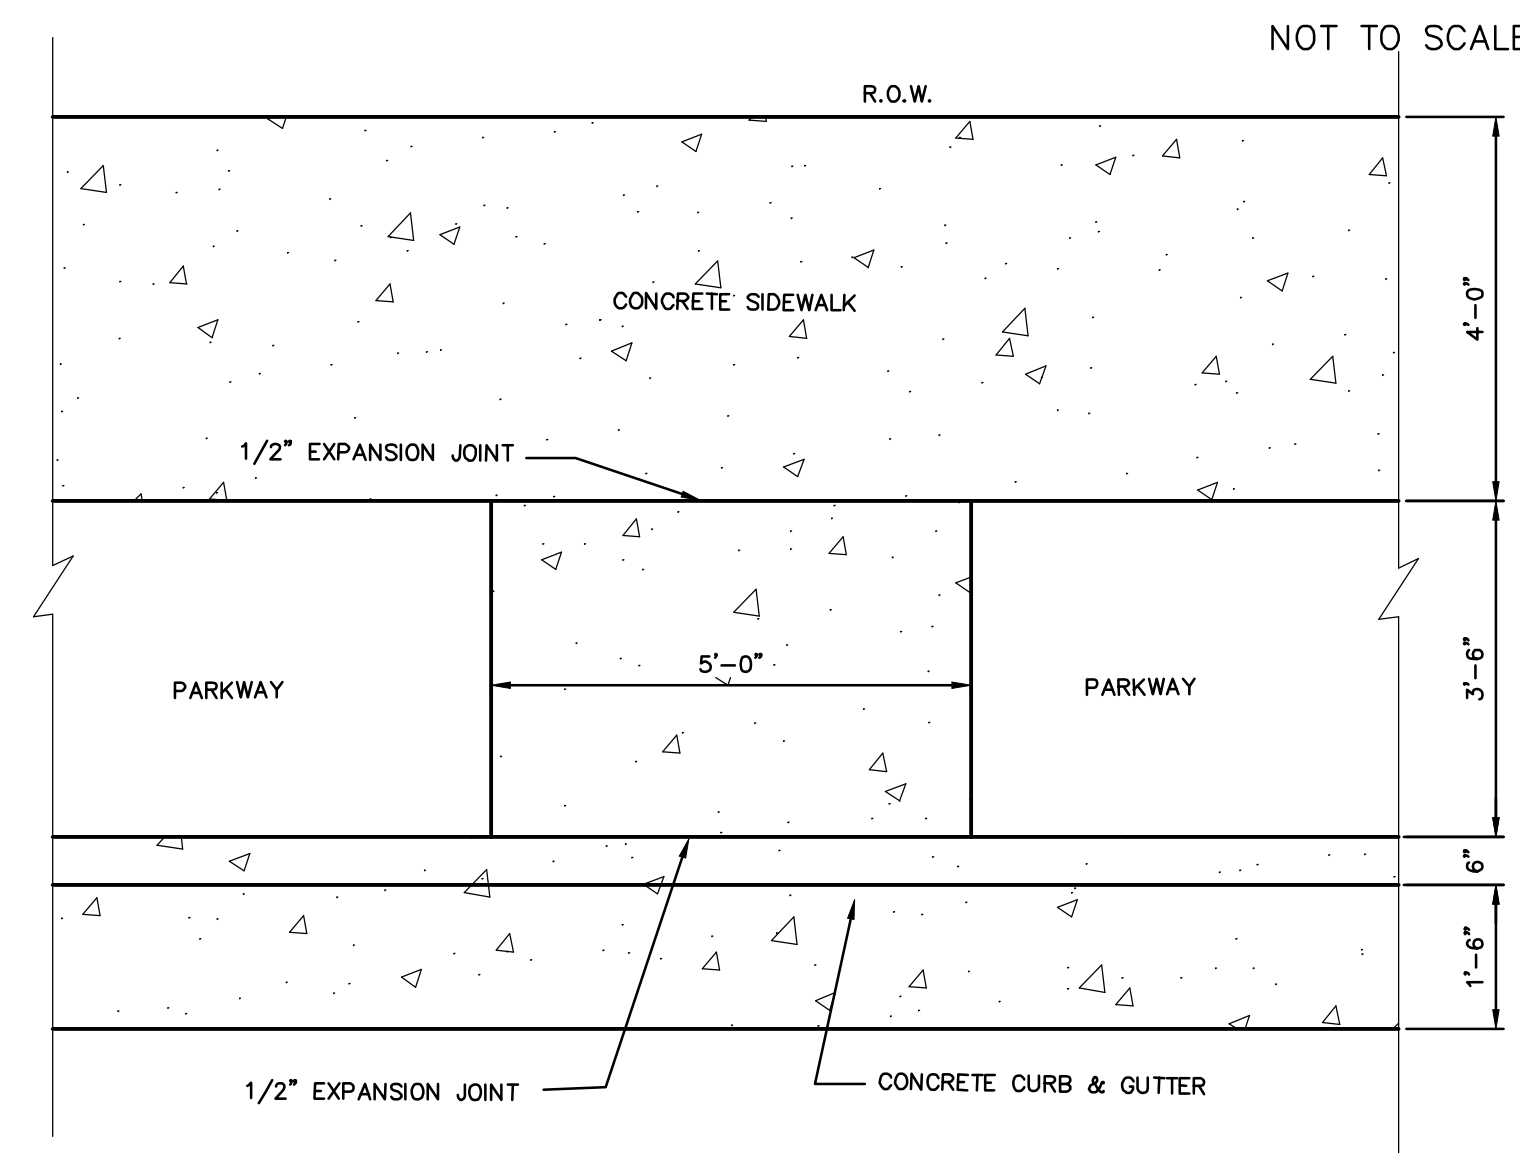 NOT TO SCALE
R.O.W.
CONCRETE SIDEWALK
4'-0"
1/2" EXPANSION JOINT
5'-0"
PARKWAY
PARKWAY
3'-6"
6"
1'-6"
1/2" EXPANSION JOINT
CONCRETE CURB & GUTTER